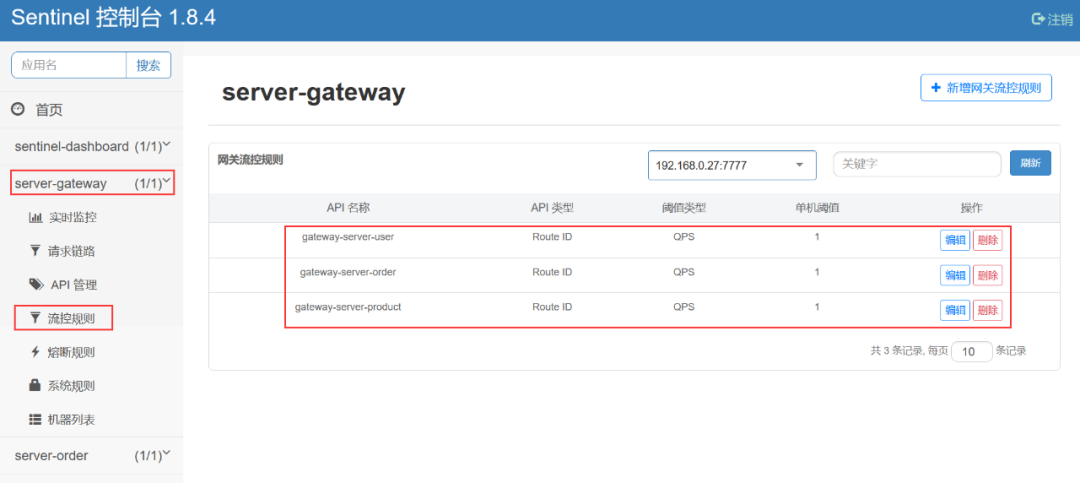 Sentinel 控制台 1.8.4
注销
应用名
搜索
首页
sentinel-dashboard (1/1)
server-gateway (1/1)
实时监控
请求链路
API 管理
流控规则
熔断规则
系统规则
机器列表
server-order (1/1)
server-gateway
新增网关流控规则
网关流控规则
192.168.0.27:7777
关键字
刷新
API 名称 API 类型 阈值类型 单机阈值 操作
gateway-server-user Route ID QPS 1 编辑 删除
gateway-server-order Route ID QPS 1 编辑 删除
gateway-server-product Route ID QPS 1 编辑 删除
共 3 条记录, 每页 10 条记录